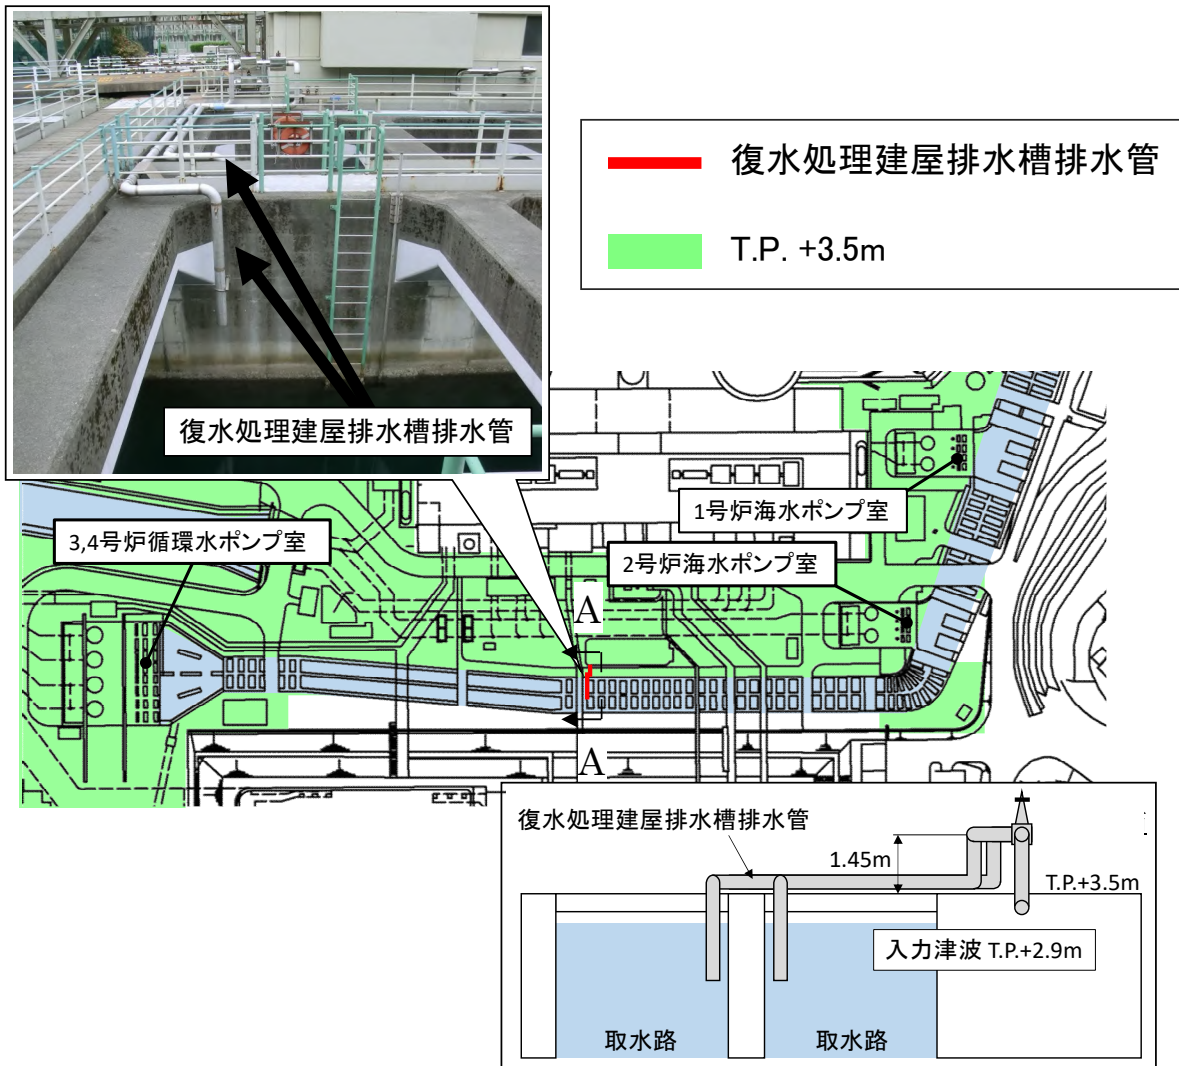 復水処理建屋排水槽排水管
T.P. +3.5m
復水処理建屋排水槽排水管
3,4号炉循環水ポンプ室
1号炉海水ポンプ室
2号炉海水ポンプ室
A
A
復水処理建屋排水槽排水管
1.45m
T.P.+3.5m
入力津波 T.P.+2.9m
取水路
取水路